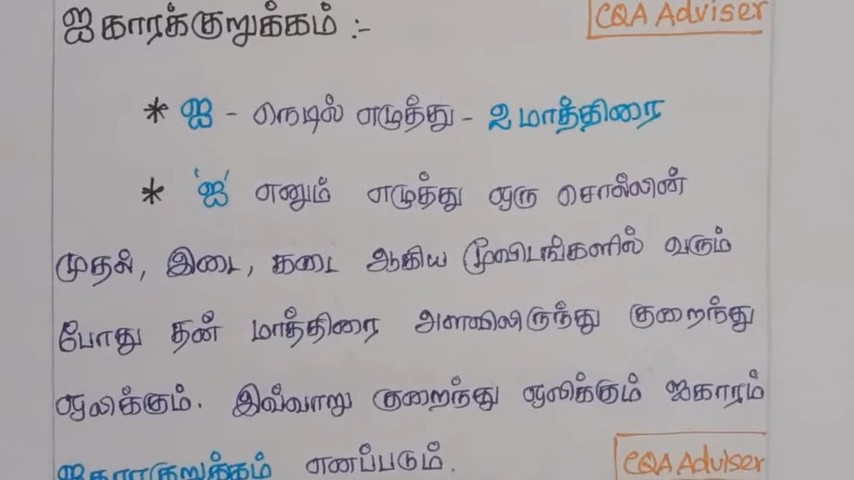 ஐகாரக்குறுக்கம் :-
CQA Adviser
* ஐ - நெடில் எழுத்து - உ மாத்திரை
* 'ஐ' எனும் எழுத்து ஒரு சொல்லின்
முதல், இடை, கடை ஆகிய மூவிடங்களில் வரும்
போது தன் மாத்திரை அளவிலிருந்து குறைந்து
ஒலிக்கும். இவ்வாறு குறைந்து ஒலிக்கும் ஐகாரம்
ஐகாரகுறுக்கம் எனப்படும்.
CQA Adviser